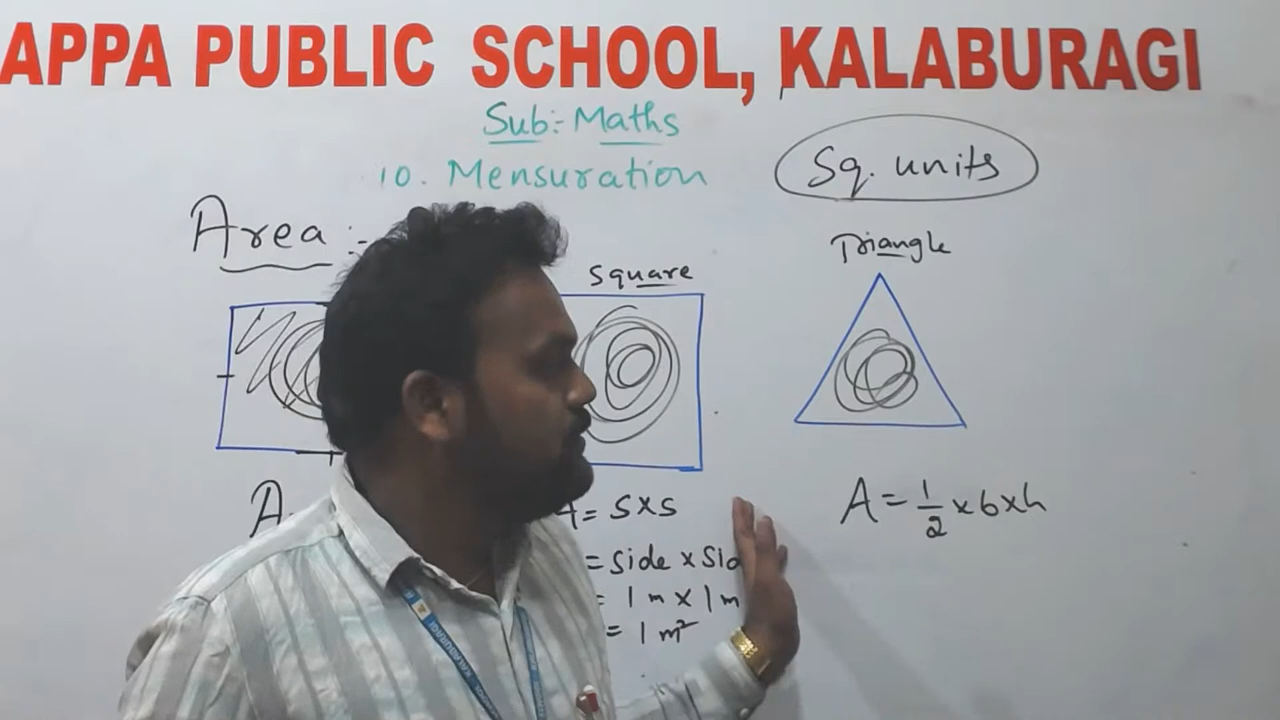 APPA PUBLIC SCHOOL, KALABURAGI
Sub:- Maths
10. Mensuration
Sq. units
Area :-
Square
Triangle
A
A= S×S
= side × Sid
= 1 m × 1 m
= 1 m²
A= 1/2 ×b×h
KALABURAGI